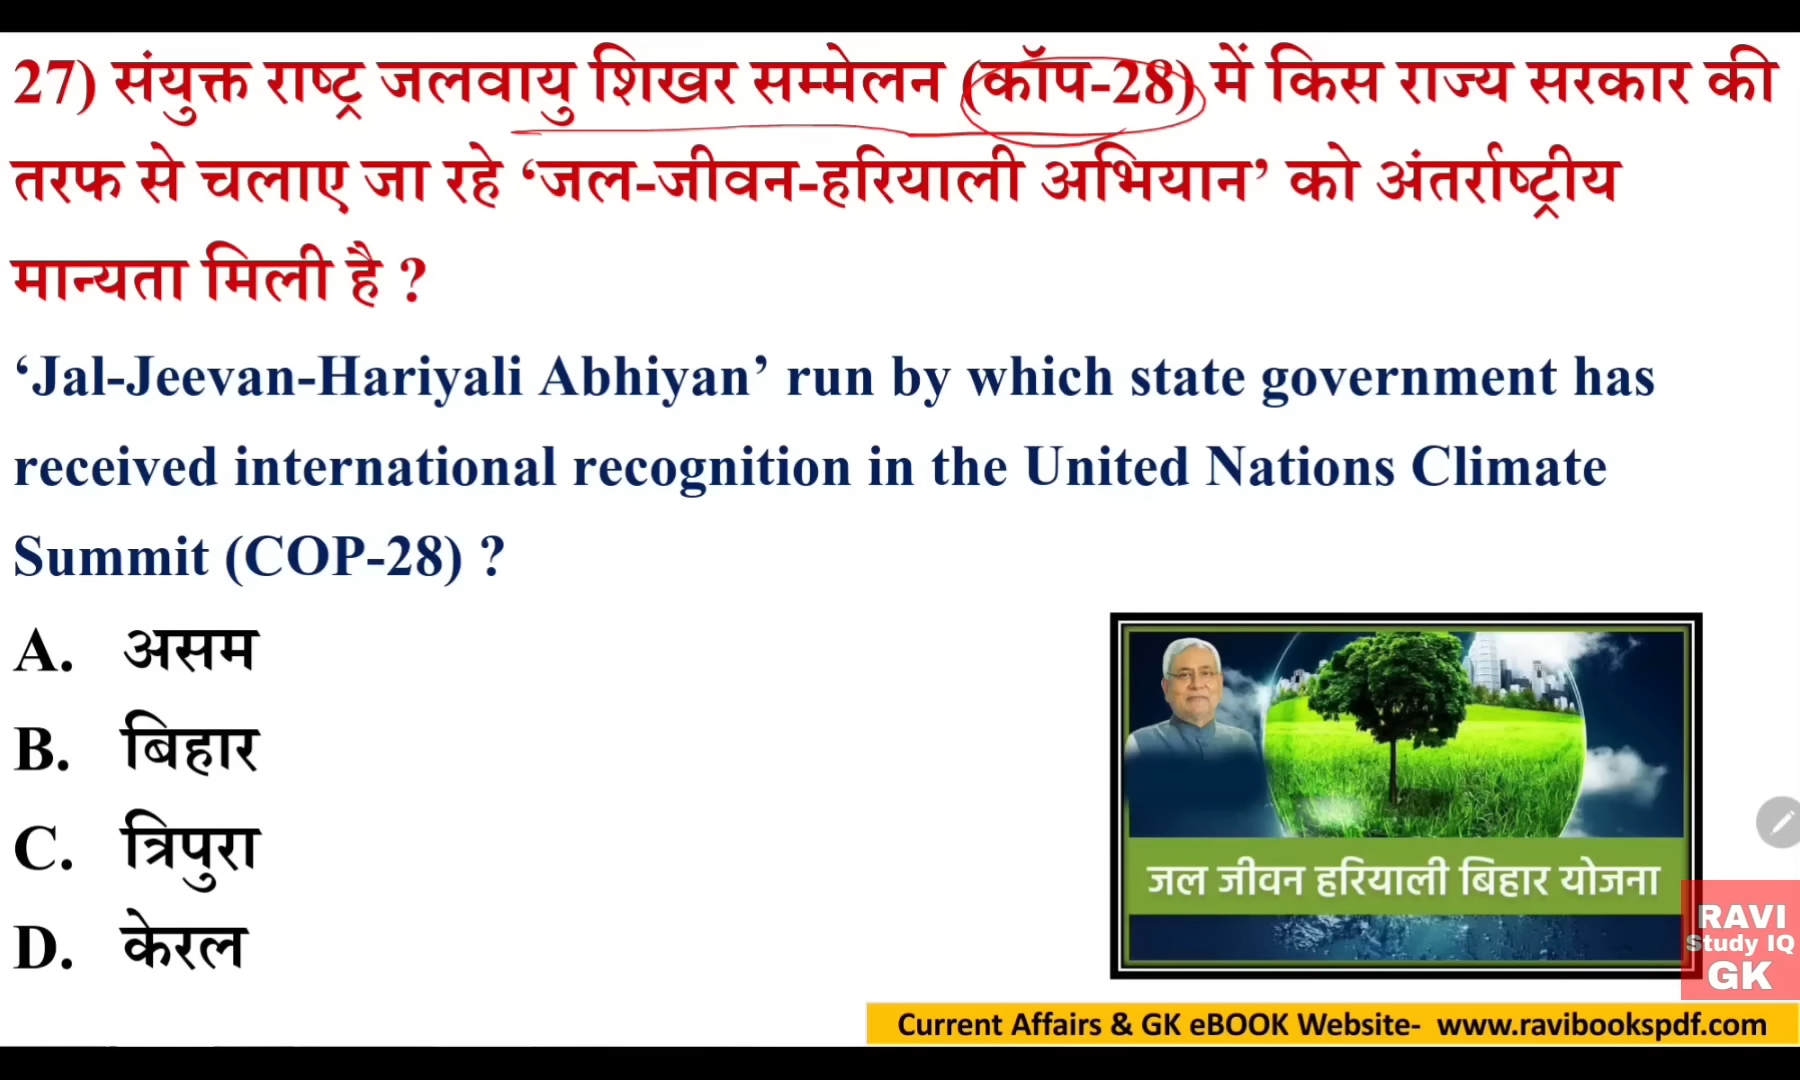 27) संयुक्त राष्ट्र जलवायु शिखर सम्मेलन (कॉप-28) में किस राज्य सरकार की
तरफ से चलाए जा रहे ‘जल-जीवन-हरियाली अभियान’ को अंतर्राष्ट्रीय
मान्यता मिली है ?
‘Jal-Jeevan-Hariyali Abhiyan’ run by which state government has
received international recognition in the United Nations Climate
Summit (COP-28) ?
A. असम
B. बिहार
C. त्रिपुरा
D. केरल
जल जीवन हरियाली बिहार योजना
RAVI
Study IQ
GK
Current Affairs & GK eBOOK Website- www.ravibookspdf.com